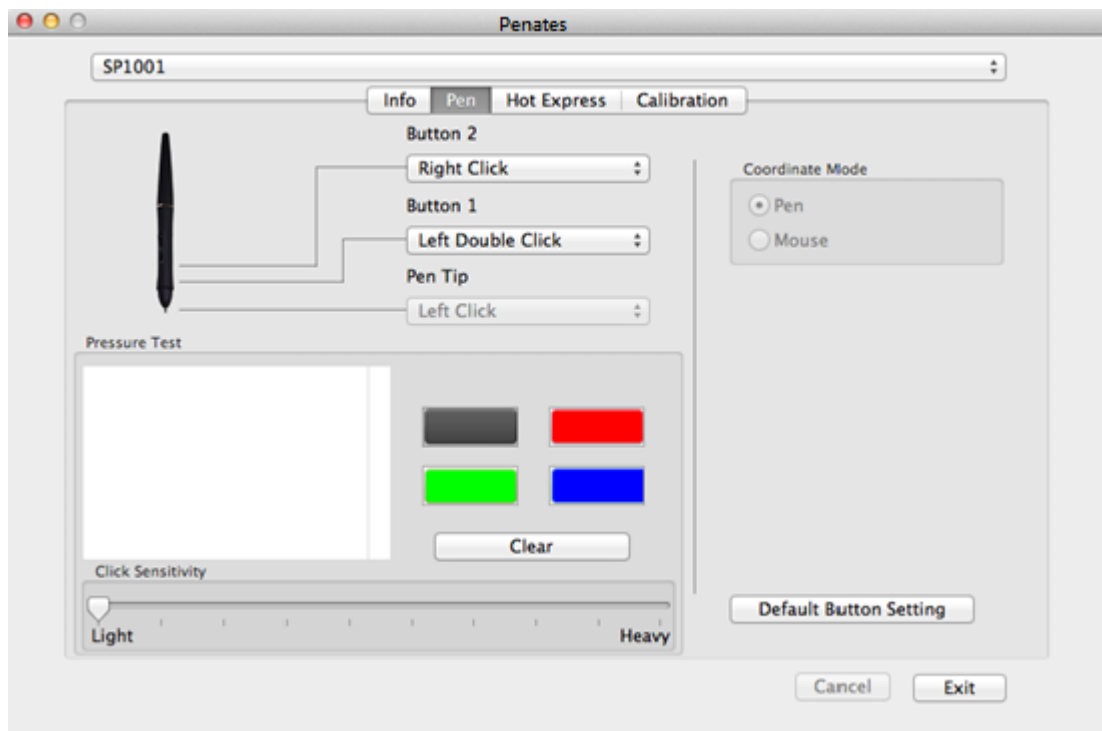 Penates
SP1001
Info Pen Hot Express Calibration
Button 2
Right Click
Button 1
Left Double Click
Pen Tip
Left Click
Coordinate Mode
Pen
Mouse
Pressure Test
Clear
Click Sensitivity
Light Heavy
Default Button Setting
Cancel Exit